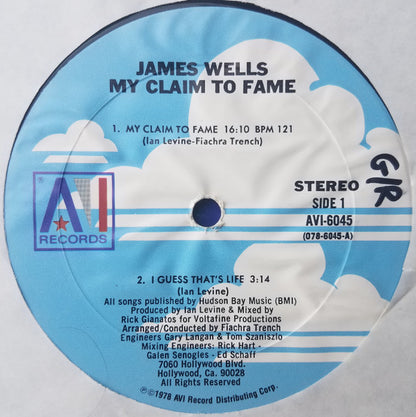 JAMES WELLS
MY CLAIM TO FAME
1. MY CLAIM TO FAME 16:10 BPM 121
(Ian Levine-Fiachra Trench)
G/R
® AVI
RECORDS
STEREO
SIDE 1
AVI-6045
(078-6045-A)
2. I GUESS THAT'S LIFE 3:14
(Ian Levine)
All songs published by Hudson Bay Music (BMI)
Produced by Ian Levine & Mixed by
Rick Gianatos for Voltafine Productions
Arranged/Conducted by Fiachra Trench
Engineers Gary Langan & Tom Szaniszlo
Mixing Engineers: Rick Hart -
Galen Senogles - Ed Schaff
7060 Hollywood Blvd.
Hollywood, Ca. 90028
All Rights Reserved
℗©1978 AVI Record Distributing Corp.